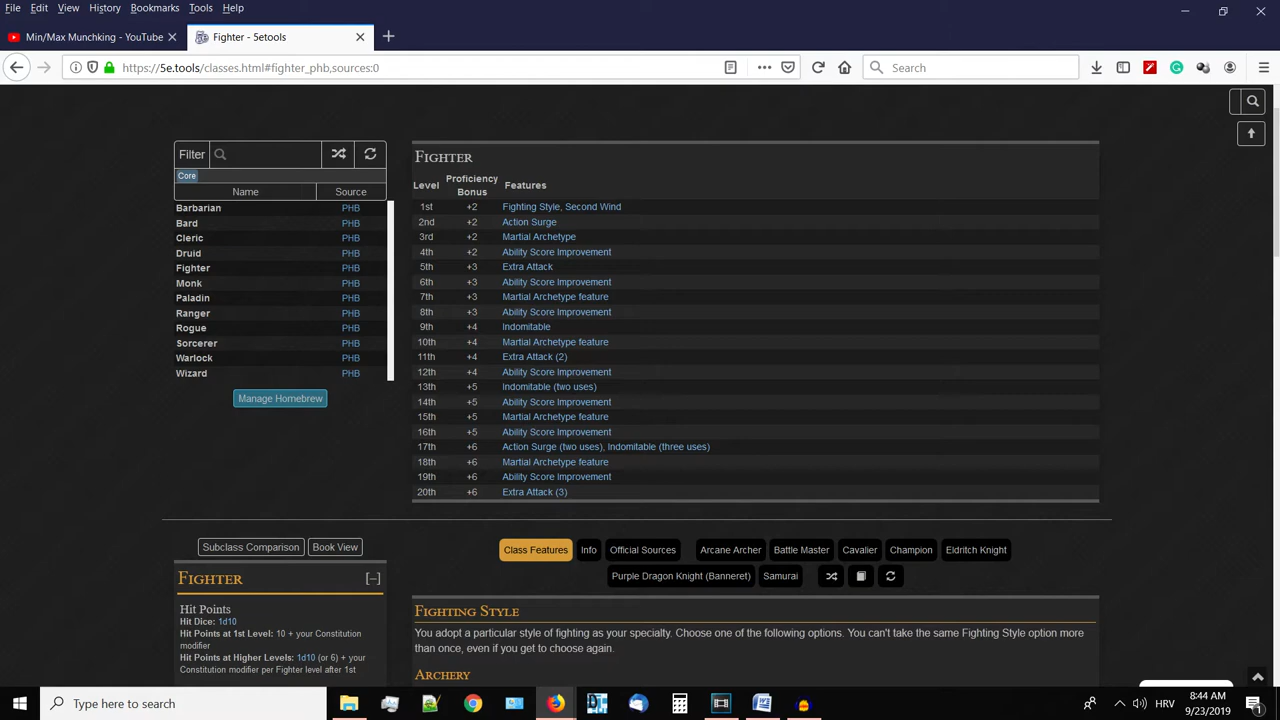 File Edit View History Bookmarks Tools Help
Min/Max Munchking - YouTube
Fighter - 5etools
https://5e.tools/classes.html#fighter_phb,sources:0
Search
Filter
Core
Name Source
Barbarian PHB
Bard PHB
Cleric PHB
Druid PHB
Fighter PHB
Monk PHB
Paladin PHB
Ranger PHB
Rogue PHB
Sorcerer PHB
Warlock PHB
Wizard PHB
Manage Homebrew
Fighter
Level Proficiency Bonus Features
1st +2 Fighting Style, Second Wind
2nd +2 Action Surge
3rd +2 Martial Archetype
4th +2 Ability Score Improvement
5th +3 Extra Attack
6th +3 Ability Score Improvement
7th +3 Martial Archetype feature
8th +3 Ability Score Improvement
9th +4 Indomitable
10th +4 Martial Archetype feature
11th +4 Extra Attack (2)
12th +4 Ability Score Improvement
13th +5 Indomitable (two uses)
14th +5 Ability Score Improvement
15th +5 Martial Archetype feature
16th +5 Ability Score Improvement
17th +6 Action Surge (two uses), Indomitable (three uses)
18th +6 Martial Archetype feature
19th +6 Ability Score Improvement
20th +6 Extra Attack (3)
Subclass Comparison Book View
Fighter [–]
Hit Points
Hit Dice: 1d10
Hit Points at 1st Level: 10 + your Constitution
modifier
Hit Points at Higher Levels: 1d10 (or 6) + your
Constitution modifier per Fighter level after 1st
Class Features Info Official Sources Arcane Archer Battle Master Cavalier Champion Eldritch Knight
Purple Dragon Knight (Banneret) Samurai
Fighting Style
You adopt a particular style of fighting as your specialty. Choose one of the following options. You can't take the same Fighting Style option more
than once, even if you get to choose again.
Archery
Type here to search
HRV
8:44 AM
9/23/2019
1